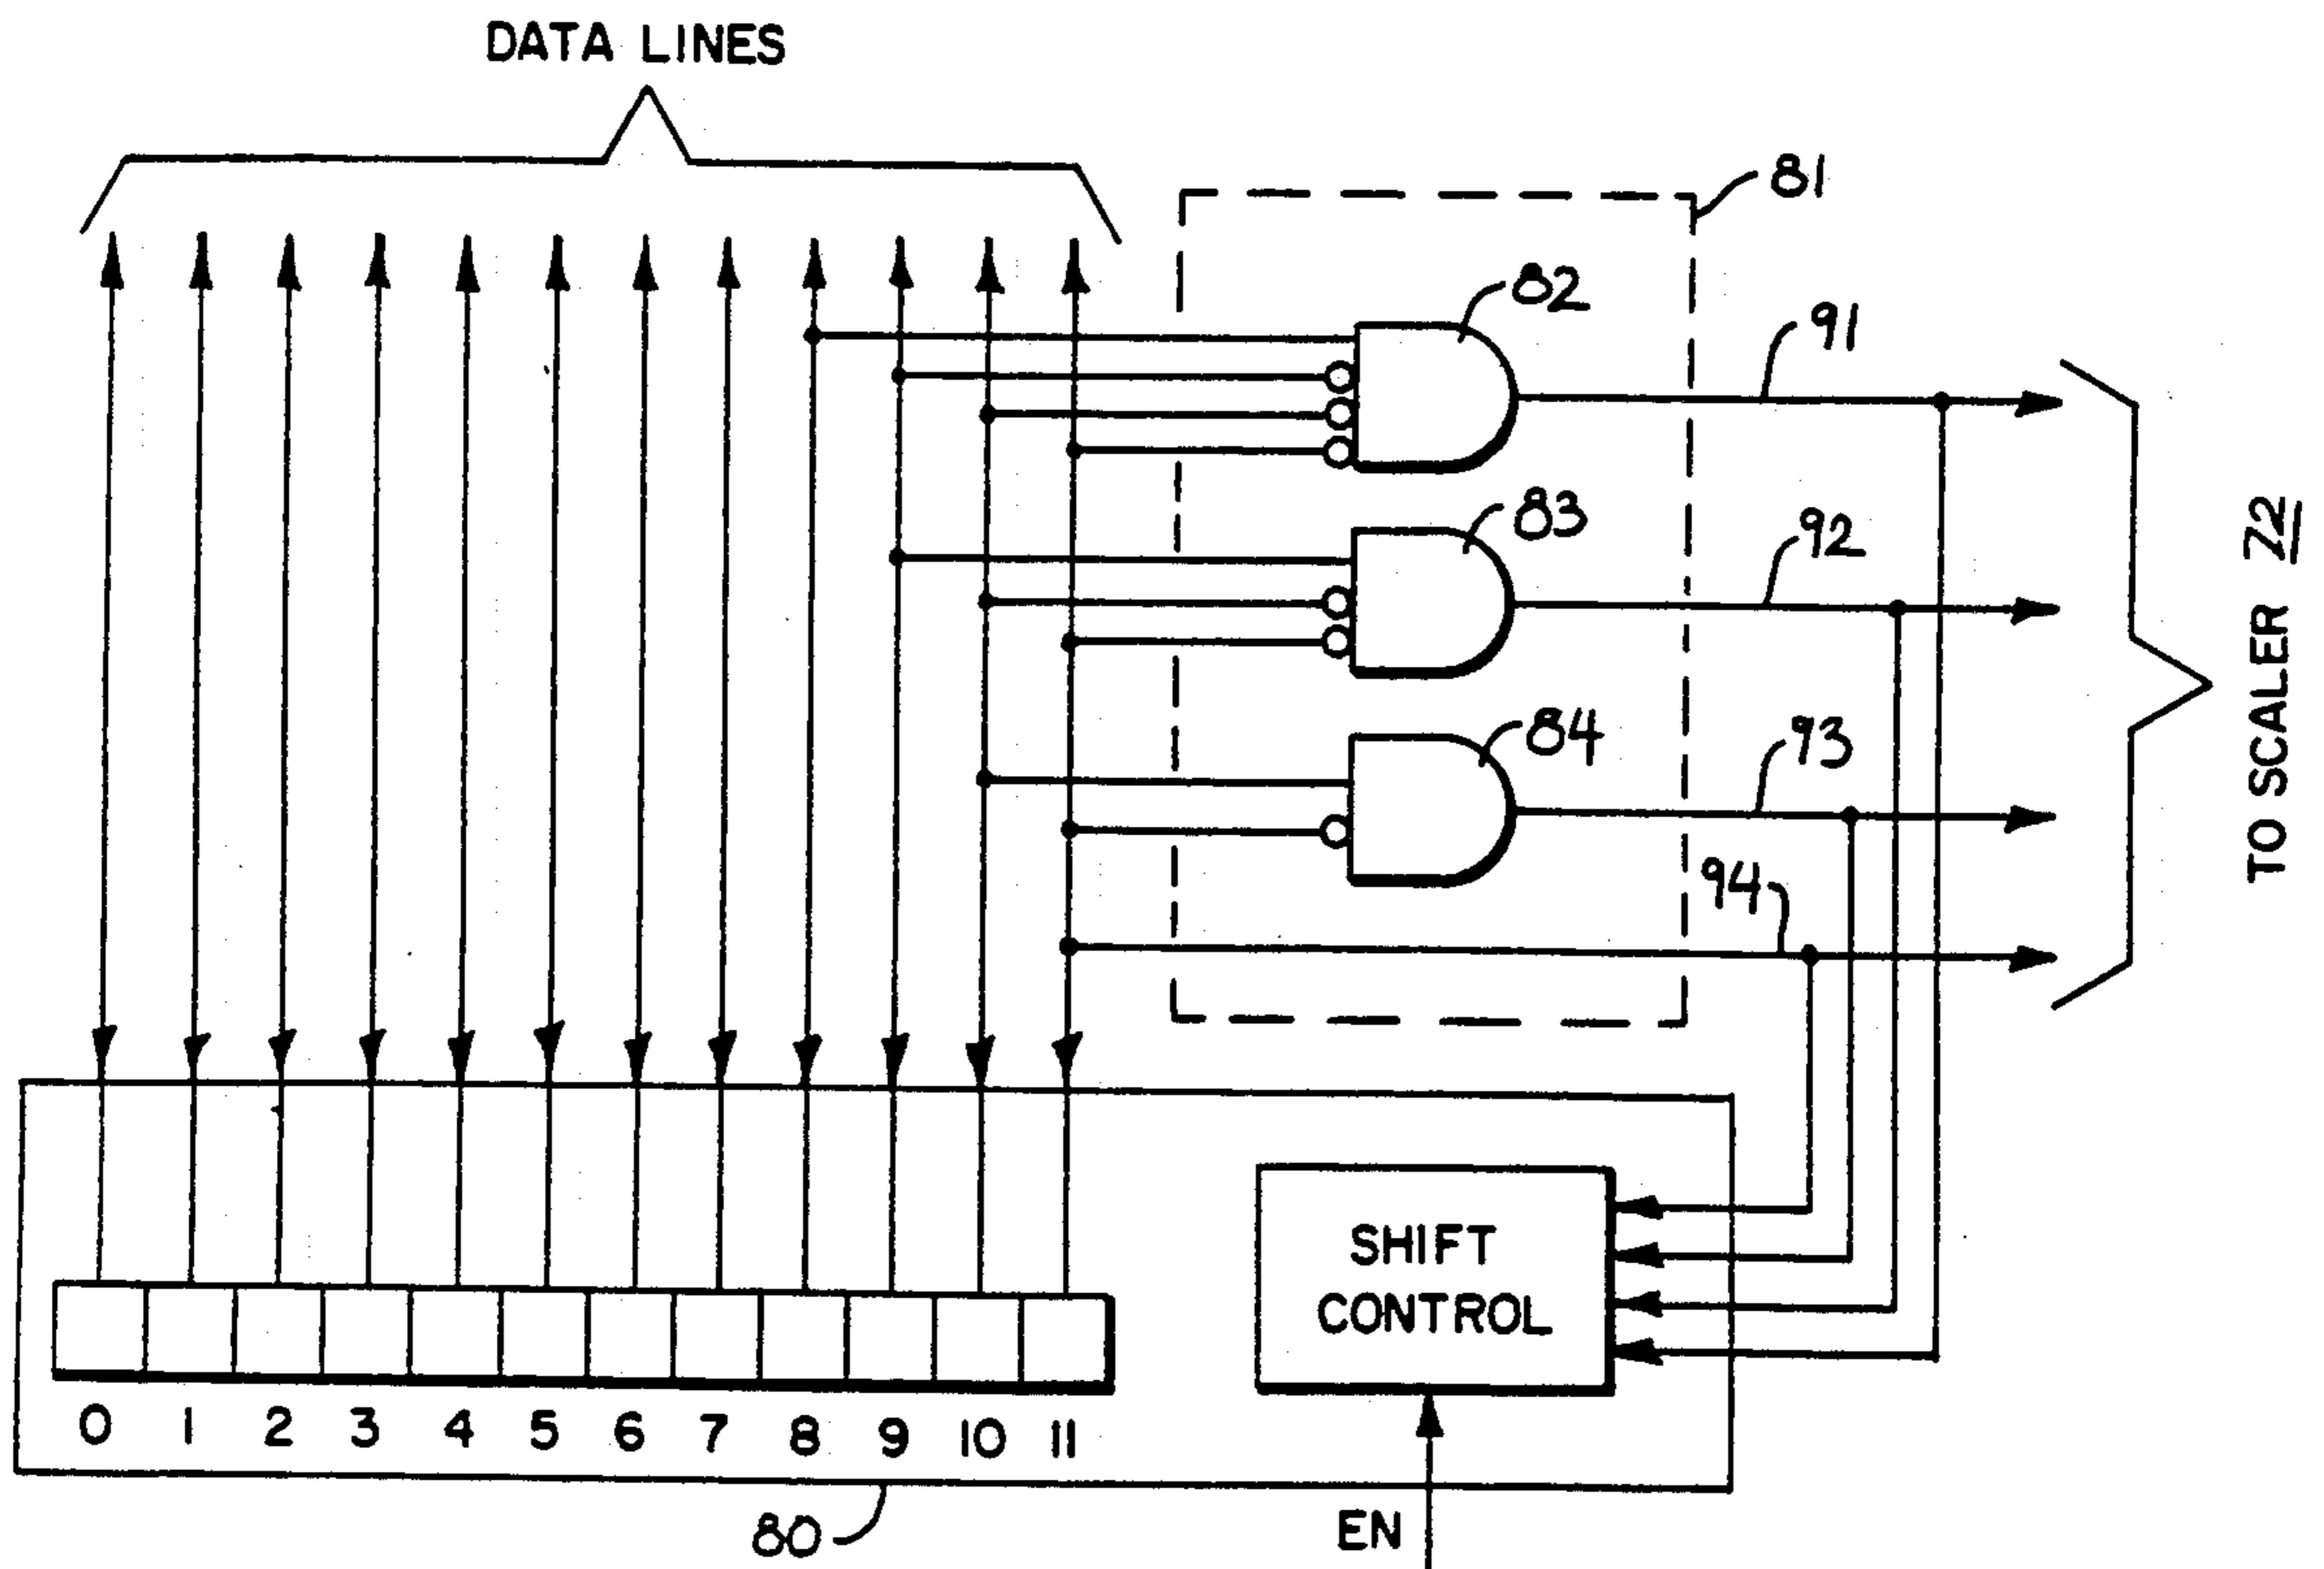 DATA LINES
81
82
91
83
92
84
93
94
TO SCALER 72
SHIFT
CONTROL
0 1 2 3 4 5 6 7 8 9 10 11
80
EN